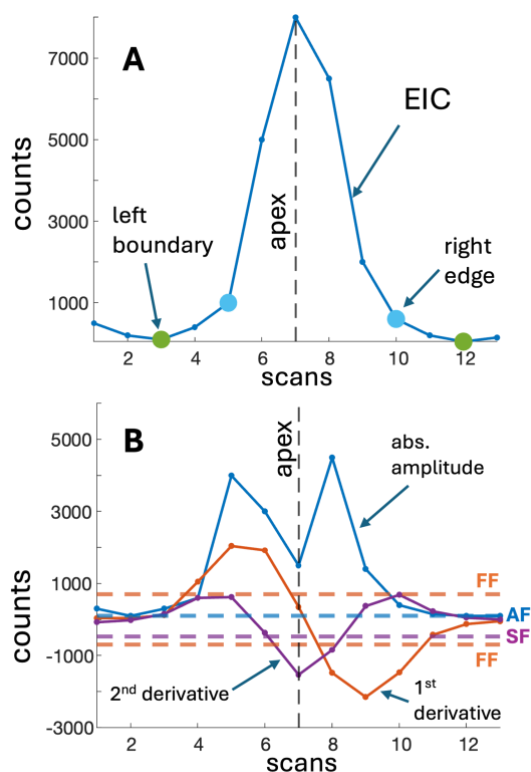 A
7000
5000
3000
1000
counts
left
boundary
apex
EIC
right
edge
2
4
6
8
10
12
scans
B
5000
3000
1000
-1000
-3000
counts
apex
abs.
amplitude
FF
AF
SF
FF
2nd derivative
1st
derivative
2
4
6
8
10
12
scans